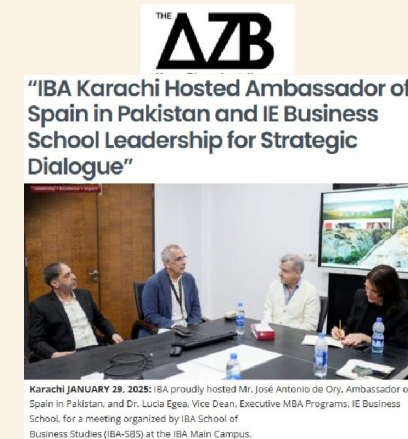 THE
AZB
“IBA Karachi Hosted Ambassador of
Spain in Pakistan and IE Business
School Leadership for Strategic
Dialogue”
Leadership • Excellence • Impact
Karachi JANUARY 29, 2025: IBA proudly hosted Mr. José Antonio de Ory, Ambassador o
Spain in Pakistan, and Dr. Lucia Egea, Vice Dean, Executive MBA Programs, IE Business
School, for a meeting organized by IBA School of
Business Studies (IBA-SBS) at the IBA Main Campus.